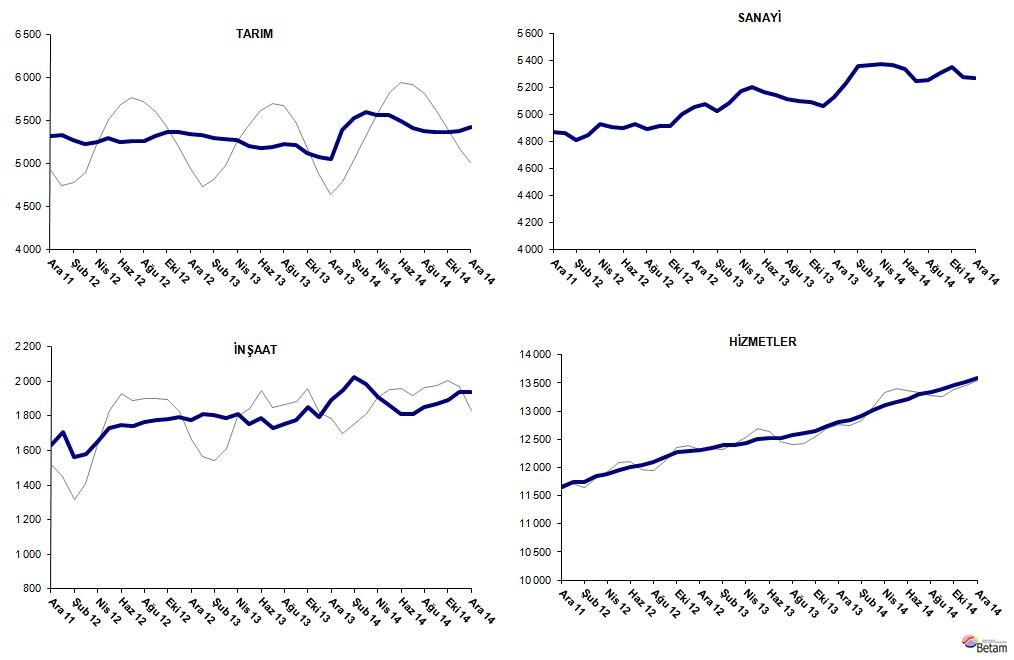 TARIM
6 500
6 000
5 500
5 000
4 500
4 000
Ara 11
Şub 12
Nis 12
Haz 12
Ağu 12
Eki 12
Ara 12
Şub 13
Nis 13
Haz 13
Ağu 13
Eki 13
Ara 13
Şub 14
Nis 14
Haz 14
Ağu 14
Eki 14
Ara 14
SANAYİ
5 600
5 400
5 200
5 000
4 800
4 600
4 400
4 200
4 000
Ara 11
Şub 12
Nis 12
Haz 12
Ağu 12
Eki 12
Ara 12
Şub 13
Nis 13
Haz 13
Ağu 13
Eki 13
Ara 13
Şub 14
Nis 14
Haz 14
Ağu 14
Eki 14
Ara 14
İNŞAAT
2 200
2 000
1 800
1 600
1 400
1 200
1 000
800
Ara 11
Şub 12
Nis 12
Haz 12
Ağu 12
Eki 12
Ara 12
Şub 13
Nis 13
Haz 13
Ağu 13
Eki 13
Ara 13
Şub 14
Nis 14
Haz 14
Ağu 14
Eki 14
Ara 14
HİZMETLER
14 000
13 500
13 000
12 500
12 000
11 500
11 000
10 500
10 000
Ara 11
Şub 12
Nis 12
Haz 12
Ağu 12
Eki 12
Ara 12
Şub 13
Nis 13
Haz 13
Ağu 13
Eki 13
Ara 13
Şub 14
Nis 14
Haz 14
Ağu 14
Eki 14
Ara 14
Betam